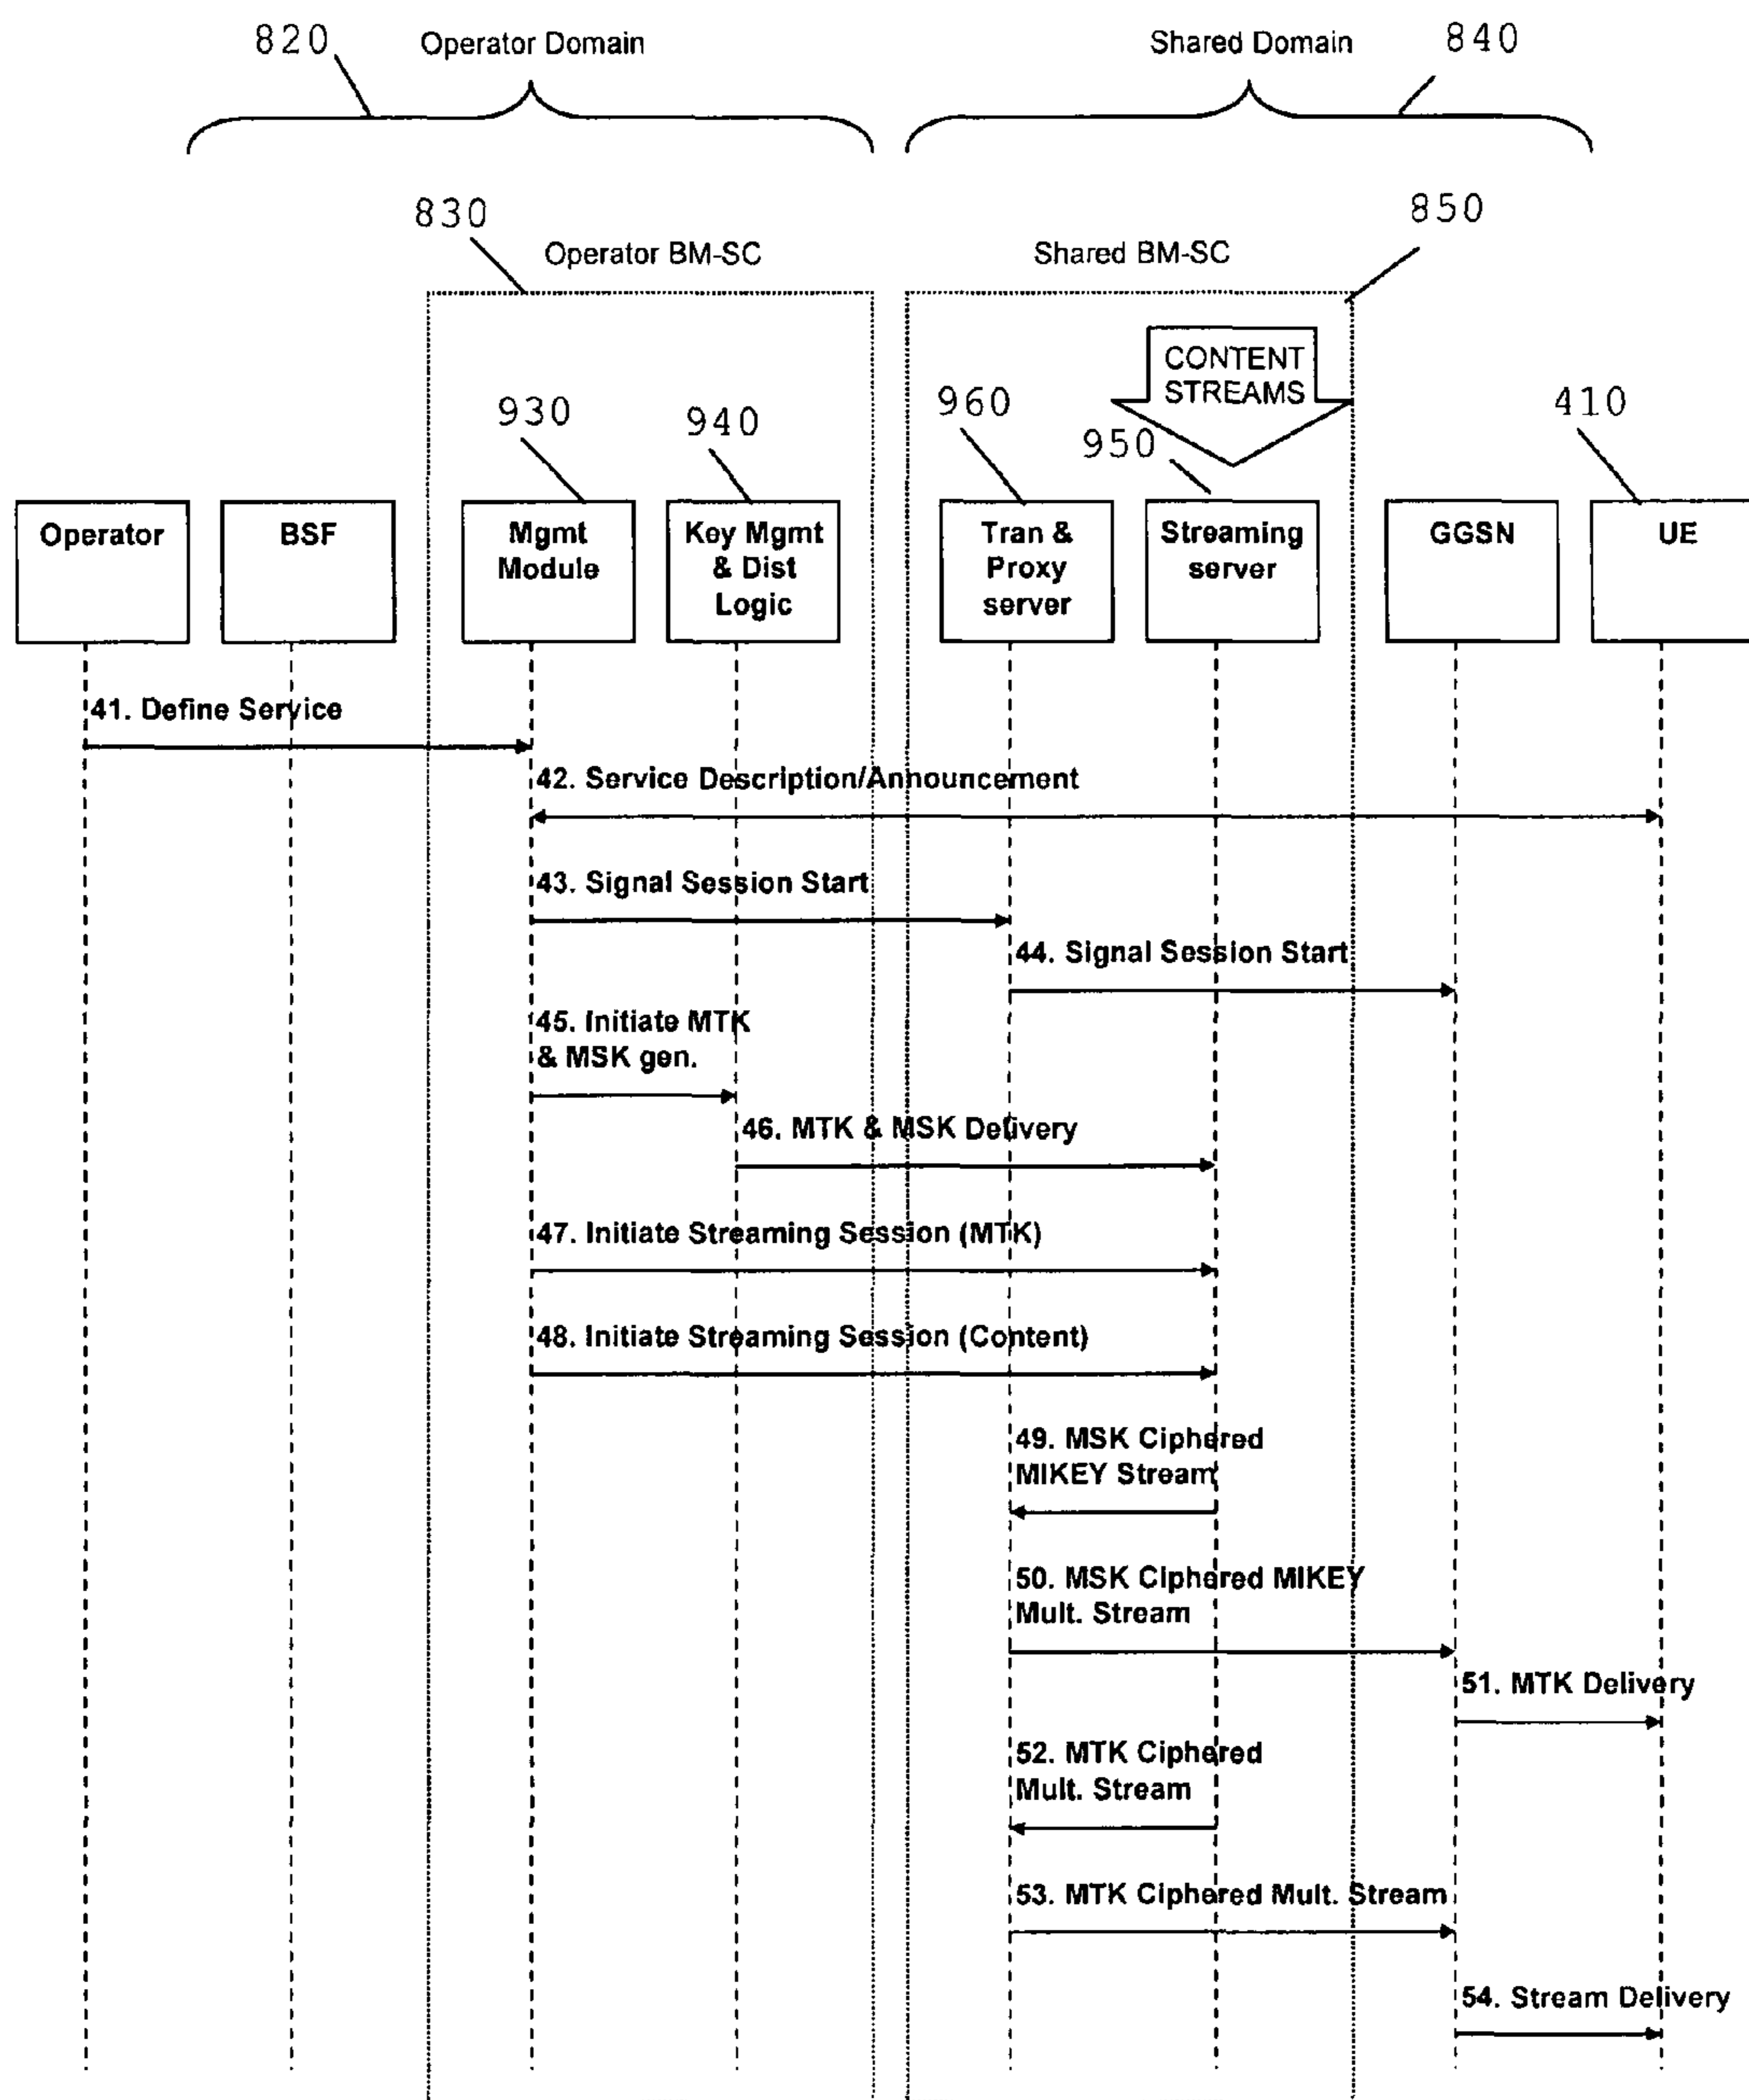 820
Operator Domain
Shared Domain
840
830
850
Operator BM-SC
Shared BM-SC
CONTENT
STREAMS
930
940
960
950
410
Operator
BSF
Mgmt
Module
Key Mgmt
& Dist
Logic
Tran &
Proxy
server
Streaming
server
GGSN
UE
41. Define Service
42. Service Description/Announcement
43. Signal Session Start
44. Signal Session Start
45. Initiate MTK
& MSK gen.
46. MTK & MSK Delivery
47. Initiate Streaming Session (MTK)
48. Initiate Streaming Session (Content)
49. MSK Ciphered
MIKEY Stream
50. MSK Ciphered MIKEY
Mult. Stream
51. MTK Delivery
52. MTK Ciphered
Mult. Stream
53. MTK Ciphered Mult. Stream
54. Stream Delivery